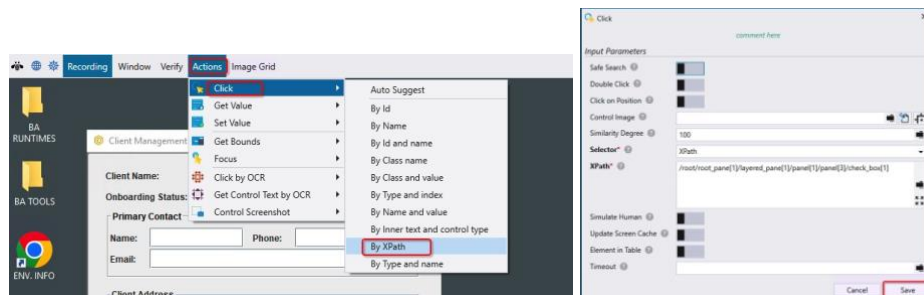 Recording Window Verify Actions Image Grid
BA
RUNTIMES
BA TOOLS
ENV. INFO
Client Management
Client Name:
Onboarding Status:
Primary Contact
Name:
Phone:
Email:
Client Address
Click
Get Value
Set Value
Get Bounds
Focus
Click by OCR
Get Control Text by OCR
Control Screenshot
Auto Suggest
By Id
By Name
By Id and name
By Class name
By Class and value
By Type and index
By Name and value
By Inner text and control type
By XPath
By Type and name
Click
comment here
Input Parameters
Safe Search
Double Click
Click on Position
Control Image
Similarity Degree 100
Selector* XPath
XPath* /root/root_pane[1]/layered_pane[1]/panel[1]/panel[3]/check_box[1]
Simulate Human
Update Screen Cache
Element in Table
Timeout
Cancel Save